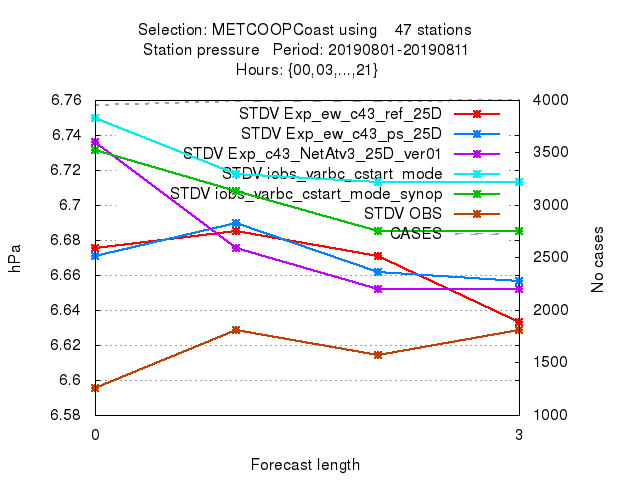 Selection: METCOOPCoast using 47 stations
Station pressure Period: 20190801-20190811
Hours: {00,03,...,21}
6.76
6.74
6.72
6.7
6.68
6.66
6.64
6.62
6.6
6.58
hPa
STDV Exp_ew_c43_ref_25D
STDV Exp_ew_c43_ps_25D
STDV Exp_c43_NetAtv3_25D_ver01
STDV iobs_varbc_cstart_mode
STDV iobs_varbc_cstart_mode_synop
STDV OBS
CASES
4000
3500
3000
2500
2000
1500
1000
No cases
0
3
Forecast length